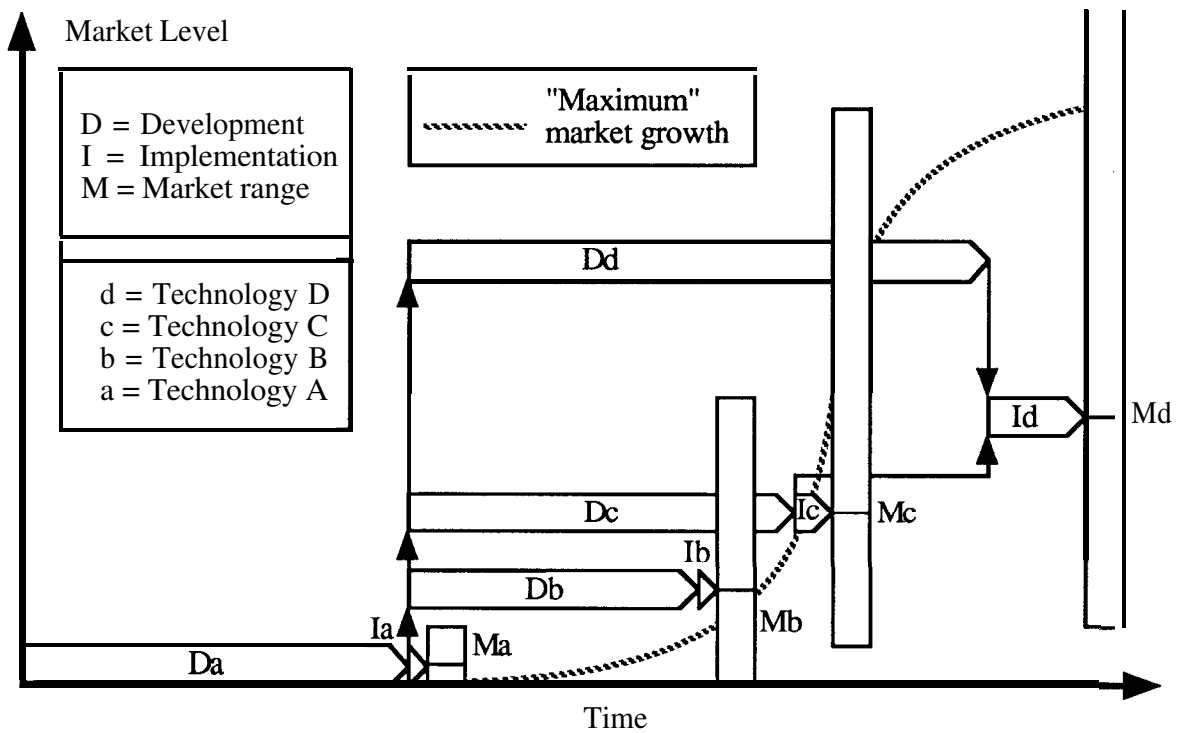 Market Level
D = Development
I = Implementation
M = Market range
"Maximum"
market growth
d = Technology D
c = Technology C
b = Technology B
a = Technology A
Dd
Id
Md
Dc
Ic
Mc
Ib
Db
Mb
Ia
Ma
Da
Time